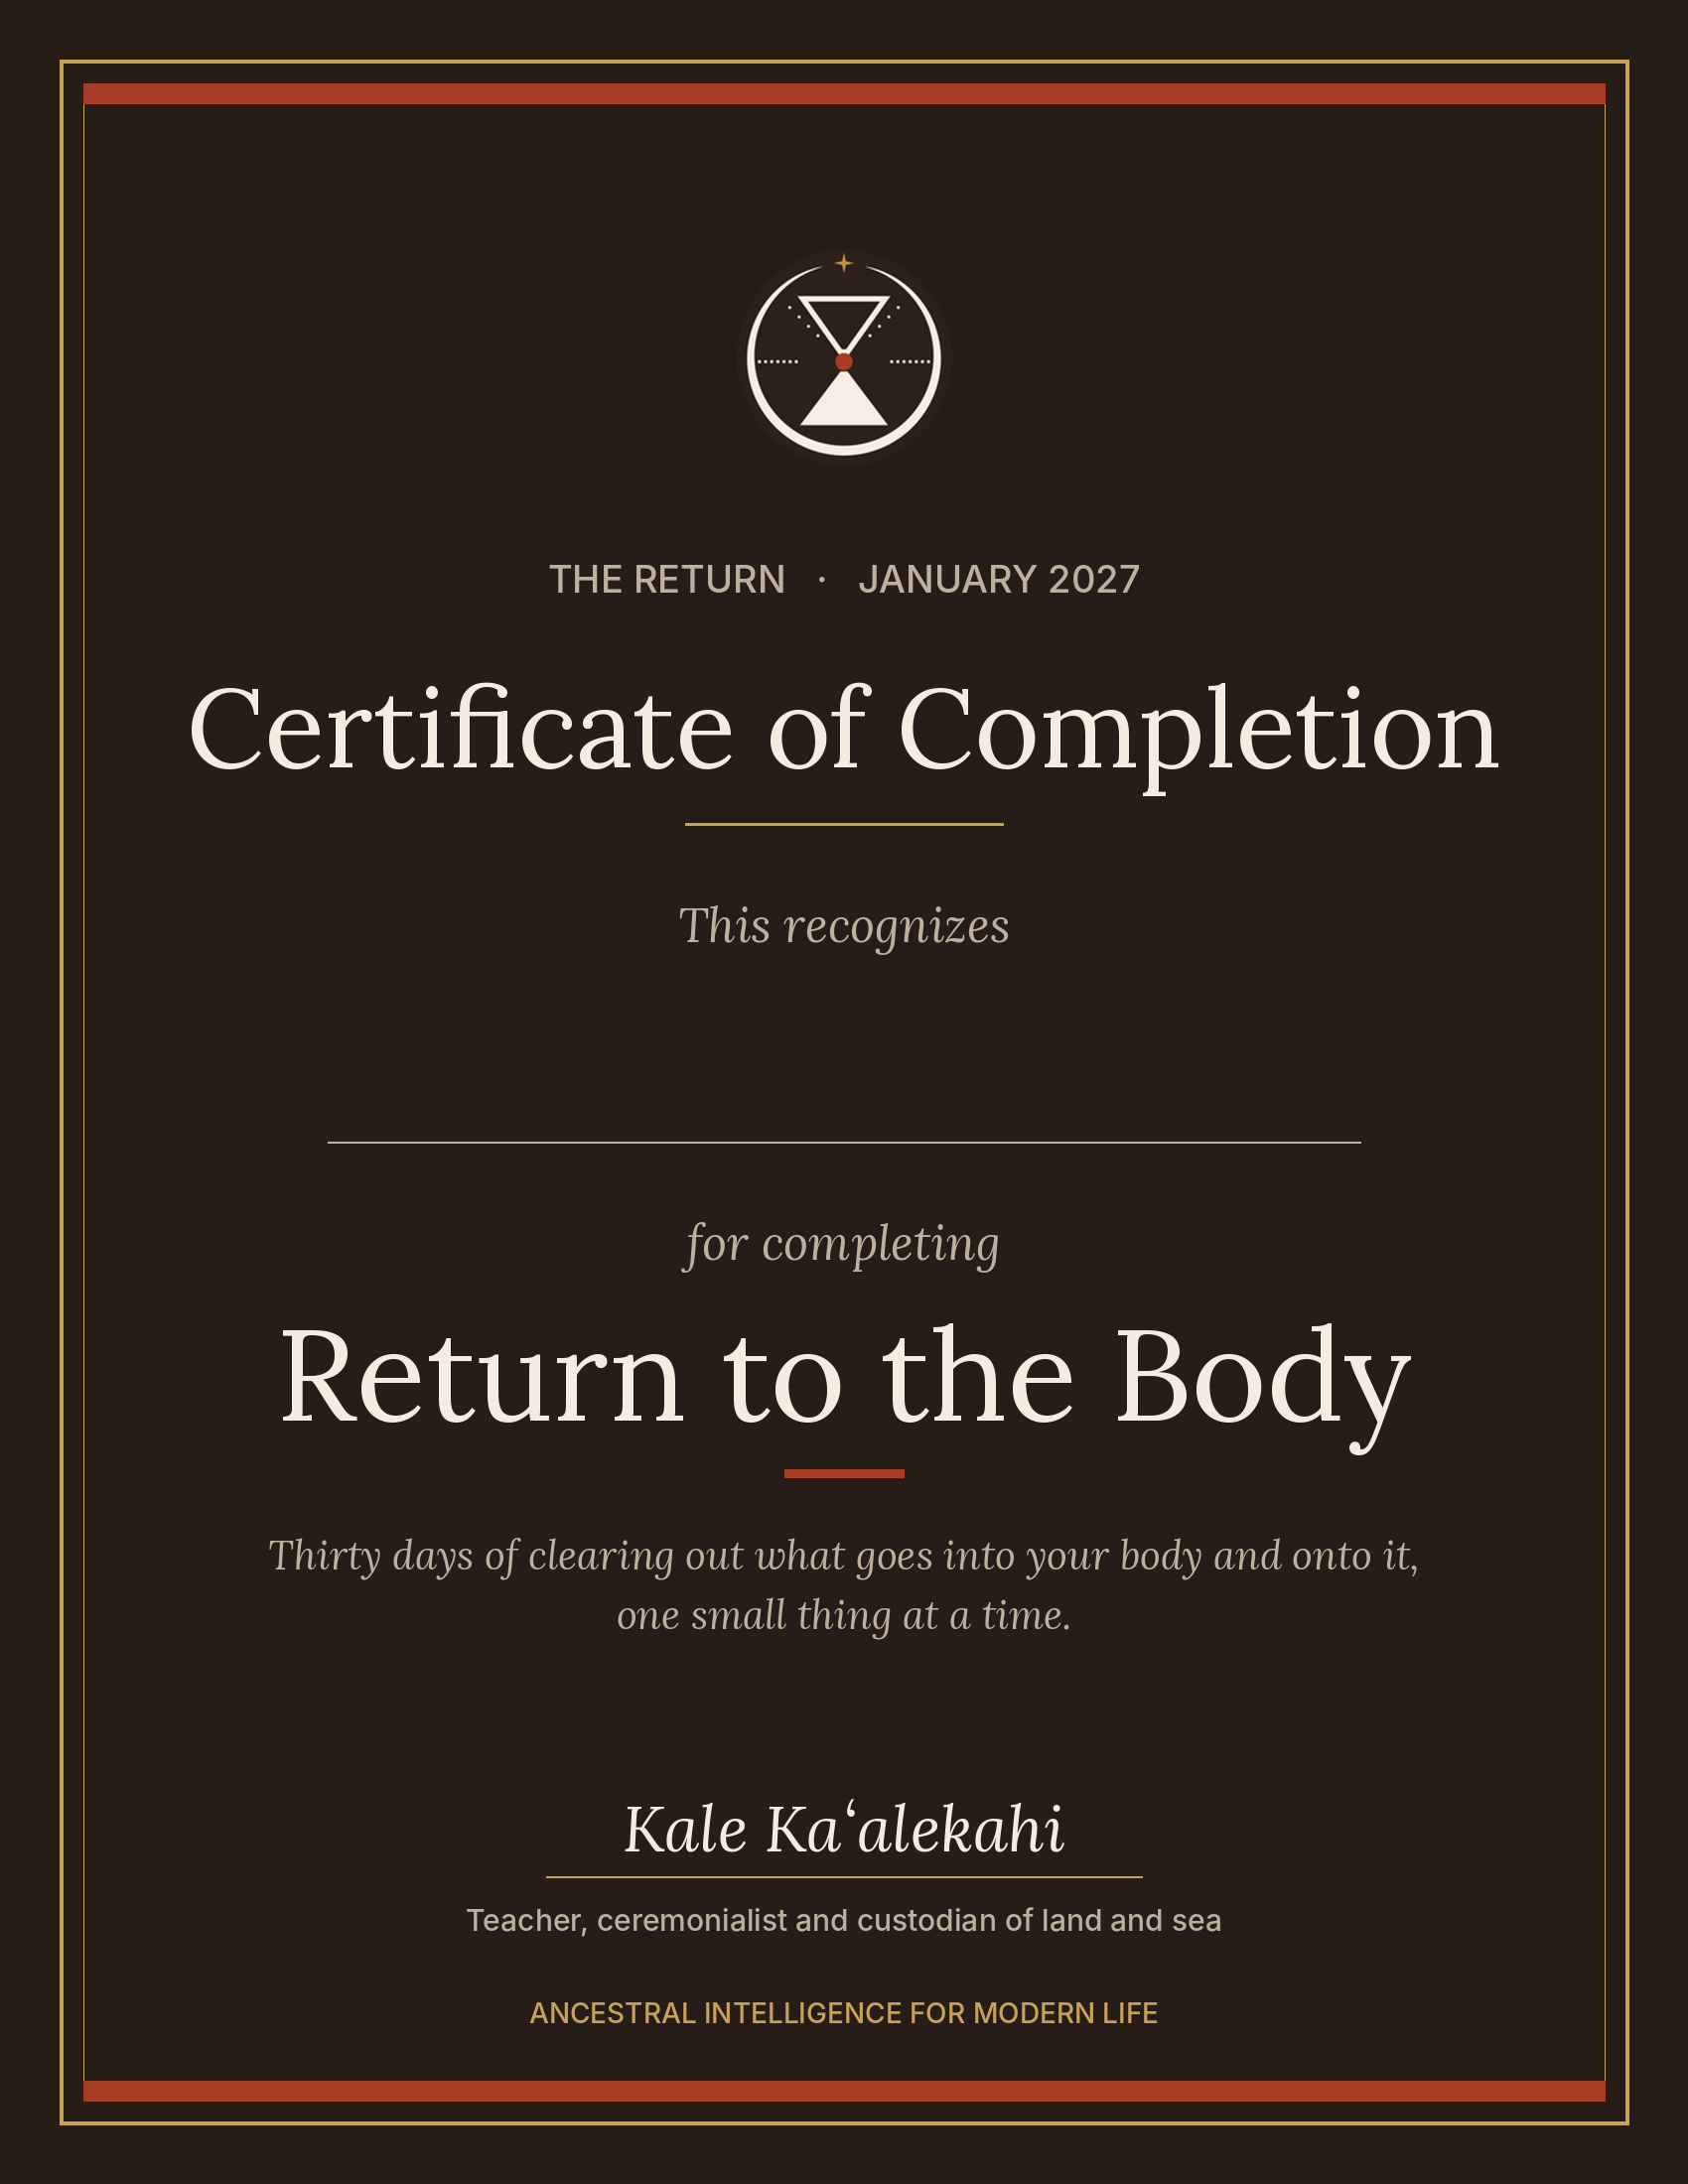 THE RETURN · JANUARY 2027
Certificate of Completion
This recognizes
for completing
Return to the Body
Thirty days of clearing out what goes into your body and onto it,
one small thing at a time.
Kale Kaʻalekahi
Teacher, ceremonialist and custodian of land and sea
ANCESTRAL INTELLIGENCE FOR MODERN LIFE